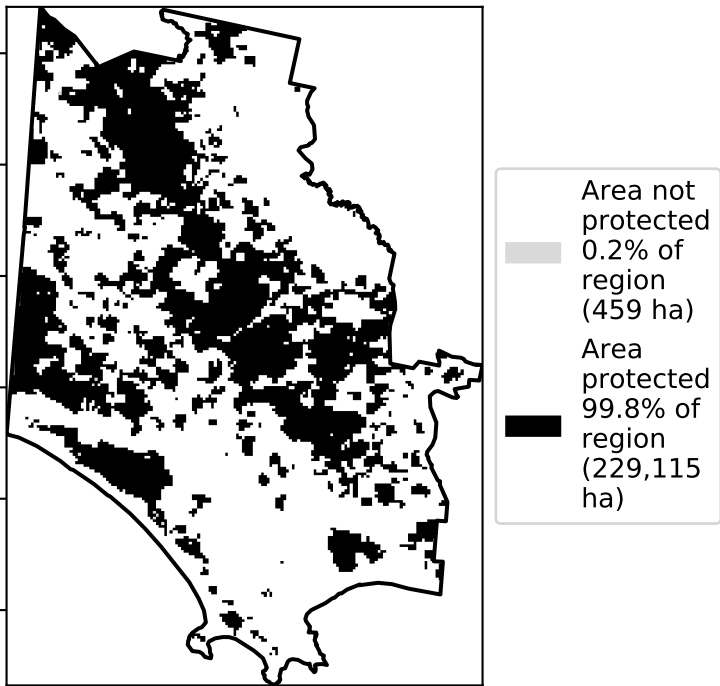 Area not
protected
0.2% of
region
(459 ha)
Area
protected
99.8% of
region
(229,115
ha)